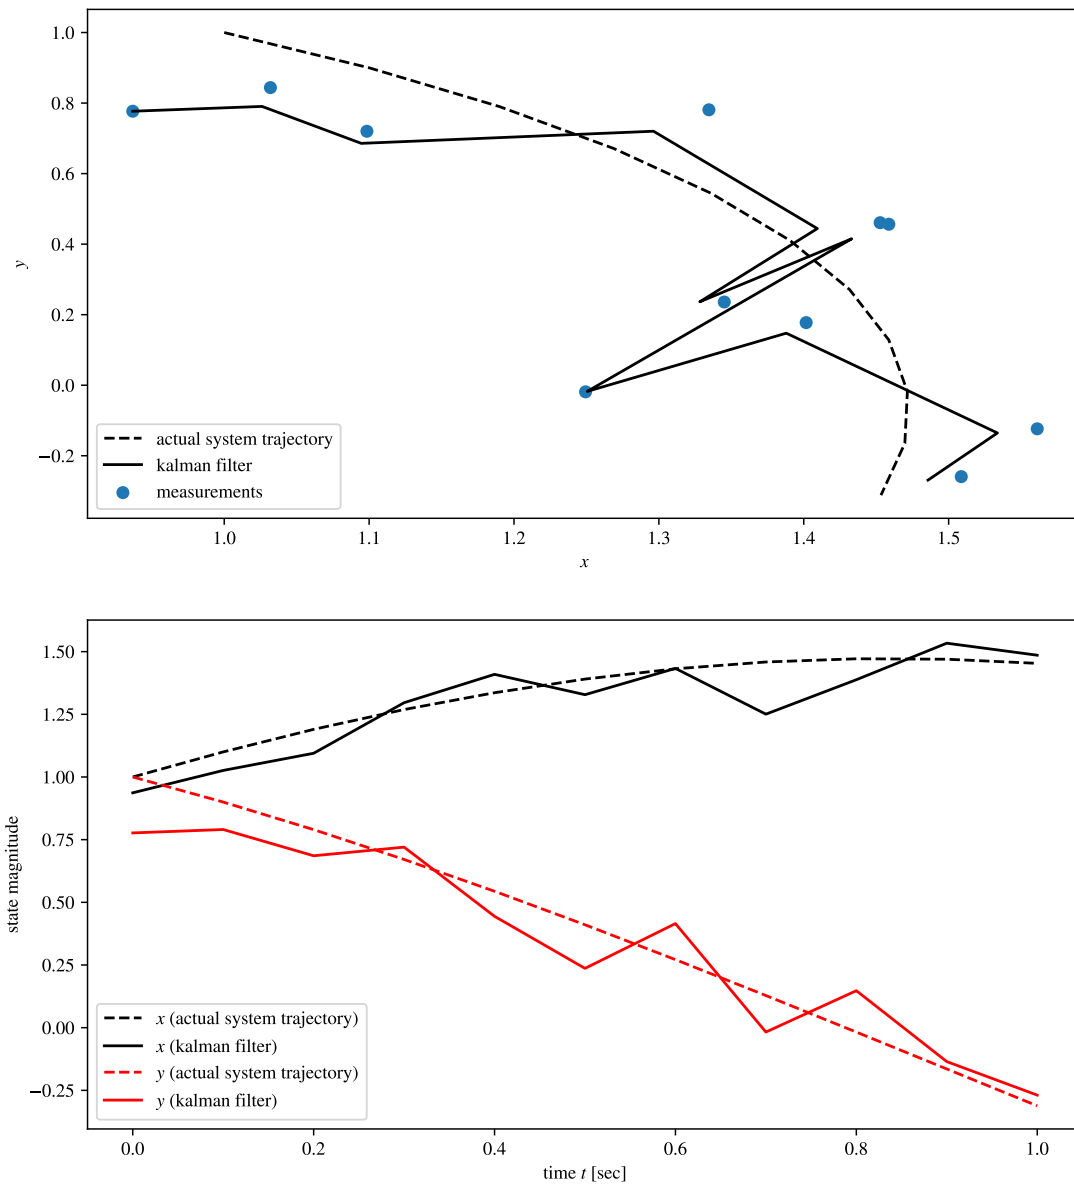 1.0
0.8
0.6
0.4
0.2
0.0
−0.2
y
actual system trajectory
kalman filter
measurements
1.0 1.1 1.2 1.3 1.4 1.5
x
1.50
1.25
1.00
0.75
0.50
0.25
0.00
−0.25
state magnitude
x (actual system trajectory)
x (kalman filter)
y (actual system trajectory)
y (kalman filter)
0.0 0.2 0.4 0.6 0.8 1.0
time t [sec]